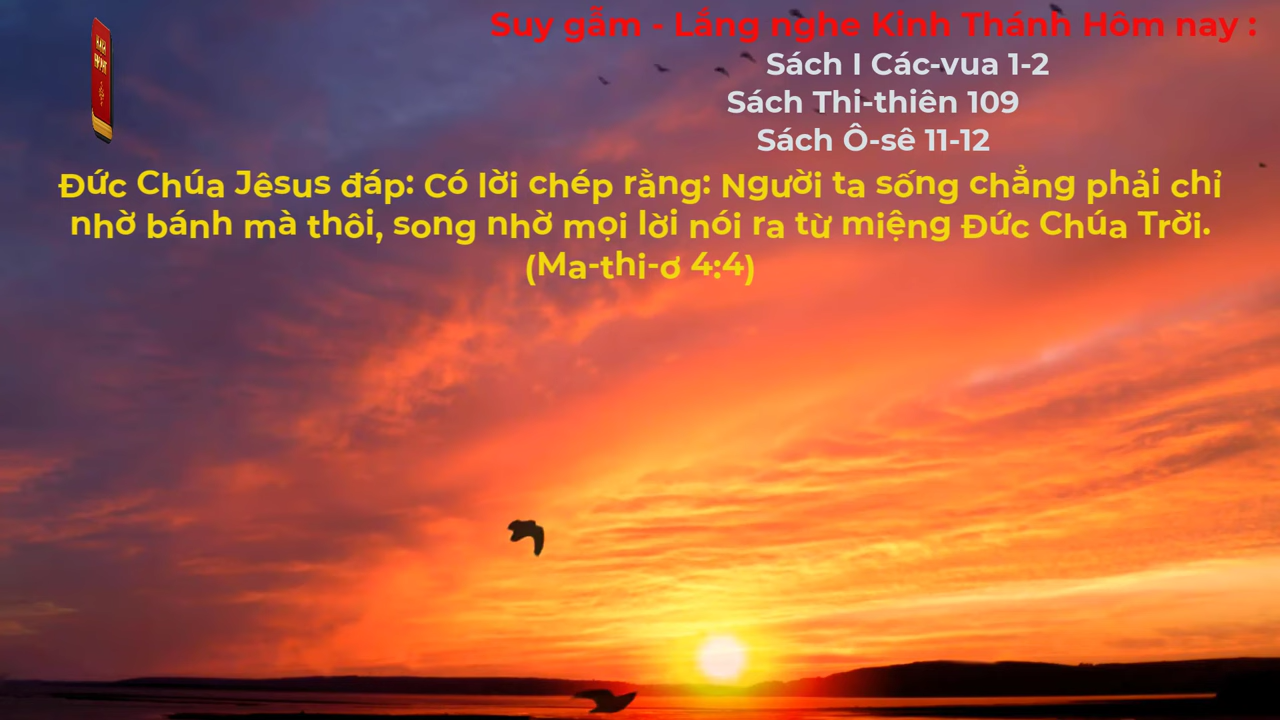 Suy gẫm - Lắng nghe Kinh Thánh Hôm nay :
Sách I Các-vua 1-2
Sách Thi-thiên 109
Sách Ô-sê 11-12
Đức Chúa Jêsus đáp: Có lời chép rằng: Người ta sống chẳng phải chỉ
nhờ bánh mà thôi, song nhờ mọi lời nói ra từ miệng Đức Chúa Trời.
(Ma-thi-ơ 4:4)